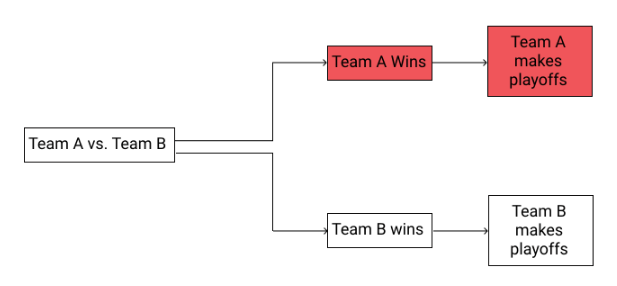 Team A vs. Team B
Team A Wins
Team A
makes
playoffs
Team B wins
Team B
makes
playoffs